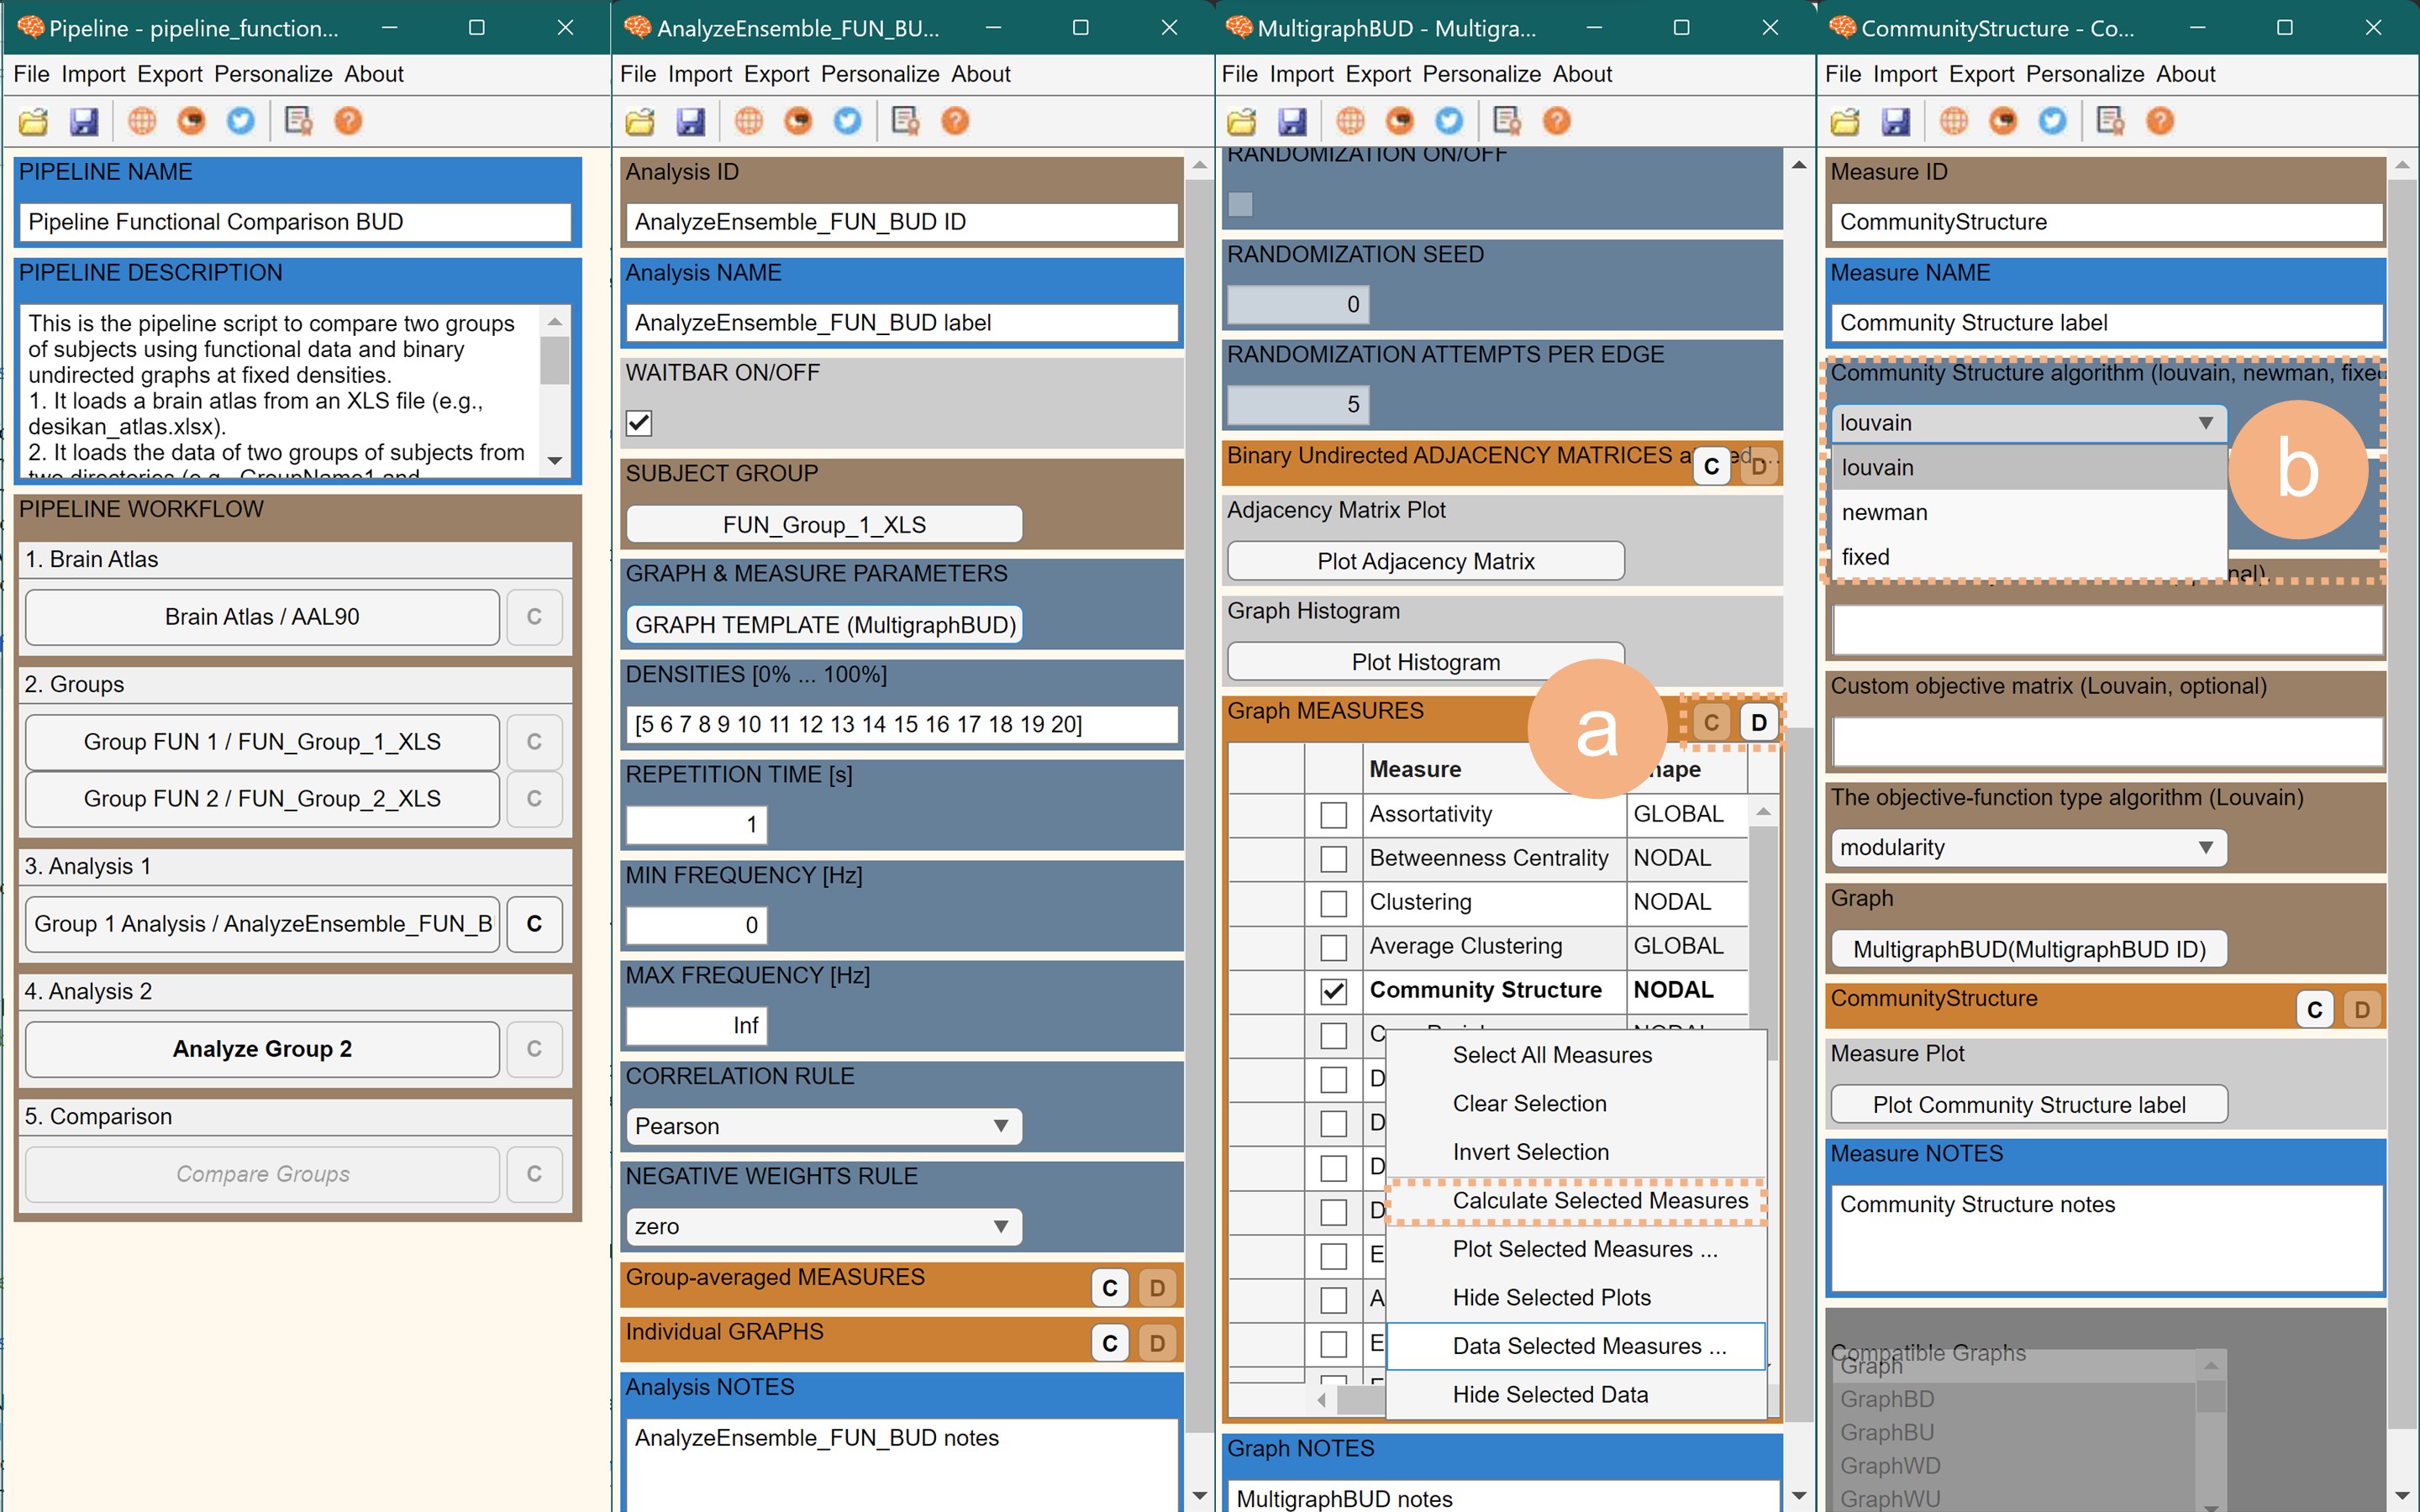 Pipeline - pipeline_function...
File Import Export Personalize About
PIPELINE NAME
Pipeline Functional Comparison BUD
PIPELINE DESCRIPTION
This is the pipeline script to compare two groups
of subjects using functional data and binary
undirected graphs at fixed densities.
1. It loads a brain atlas from an XLS file (e.g.,
desikan_atlas.xlsx).
2. It loads the data of two groups of subjects from
two directories (e.g., GroupName1 and
PIPELINE WORKFLOW
1. Brain Atlas
Brain Atlas / AAL90 C
2. Groups
Group FUN 1 / FUN_Group_1_XLS C
Group FUN 2 / FUN_Group_2_XLS C
3. Analysis 1
Group 1 Analysis / AnalyzeEnsemble_FUN_B C
4. Analysis 2
Analyze Group 2 C
5. Comparison
Compare Groups C
AnalyzeEnsemble_FUN_BU...
File Import Export Personalize About
Analysis ID
AnalyzeEnsemble_FUN_BUD ID
Analysis NAME
AnalyzeEnsemble_FUN_BUD label
WAITBAR ON/OFF
SUBJECT GROUP
FUN_Group_1_XLS
GRAPH & MEASURE PARAMETERS
GRAPH TEMPLATE (MultigraphBUD)
DENSITIES [0% ... 100%]
[5 6 7 8 9 10 11 12 13 14 15 16 17 18 19 20]
REPETITION TIME [s]
1
MIN FREQUENCY [Hz]
0
MAX FREQUENCY [Hz]
Inf
CORRELATION RULE
Pearson
NEGATIVE WEIGHTS RULE
zero
Group-averaged MEASURES C D
Individual GRAPHS C D
Analysis NOTES
AnalyzeEnsemble_FUN_BUD notes
MultigraphBUD - Multigra...
File Import Export Personalize About
RANDOMIZATION ON/OFF
RANDOMIZATION SEED
0
RANDOMIZATION ATTEMPTS PER EDGE
5
Binary Undirected ADJACENCY MATRICES a C D
Adjacency Matrix Plot
Plot Adjacency Matrix
Graph Histogram
Plot Histogram
Graph MEASURES a C D
Measure hape
Assortativity GLOBAL
Betweenness Centrality NODAL
Clustering NODAL
Average Clustering GLOBAL
Community Structure NODAL
C
D
D
D
D
E
A
E
Select All Measures
Clear Selection
Invert Selection
Calculate Selected Measures
Plot Selected Measures ...
Hide Selected Plots
Data Selected Measures ...
Hide Selected Data
Graph NOTES
MultigraphBUD notes
CommunityStructure - Co...
File Import Export Personalize About
Measure ID
CommunityStructure
Measure NAME
Community Structure label
Community Structure algorithm (louvain, newman, fixed
louvain
louvain
newman
fixed
b
nal).
Custom objective matrix (Louvain, optional)
The objective-function type algorithm (Louvain)
modularity
Graph
MultigraphBUD(MultigraphBUD ID)
CommunityStructure C D
Measure Plot
Plot Community Structure label
Measure NOTES
Community Structure notes
Compatible Graphs
Graph
GraphBD
GraphBU
GraphWD
GraphWU